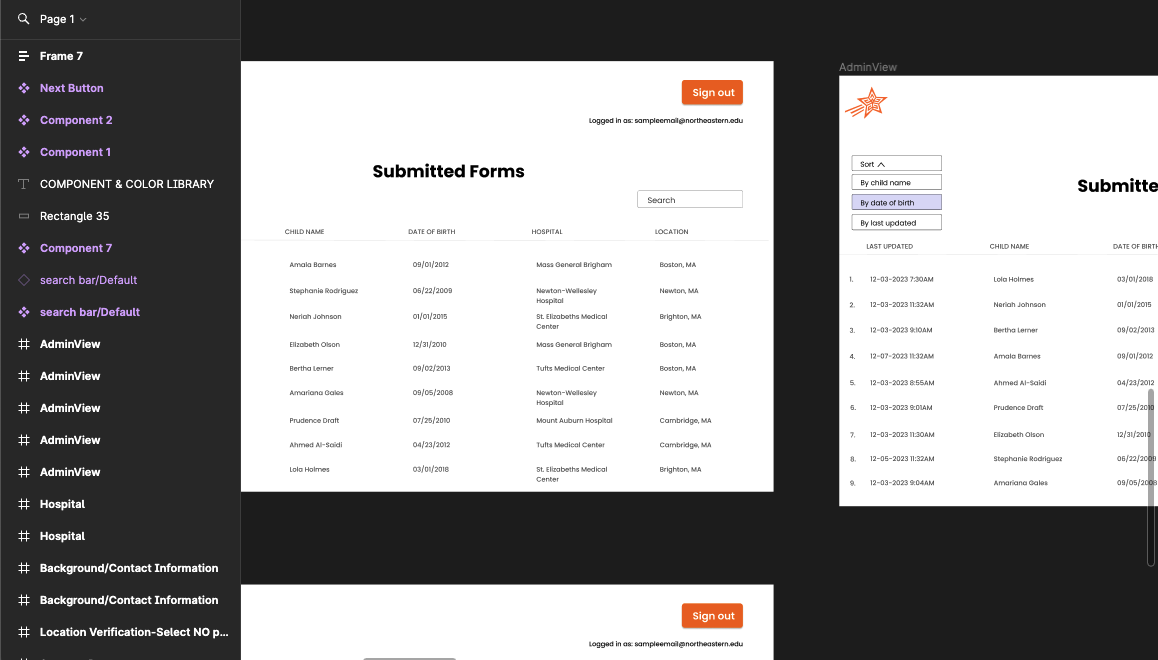 Page 1
Frame 7
Next Button
Component 2
Component 1
COMPONENT & COLOR LIBRARY
Rectangle 35
Component 7
search bar/Default
search bar/Default
AdminView
AdminView
AdminView
AdminView
AdminView
Hospital
Hospital
Background/Contact Information
Background/Contact Information
Location Verification-Select NO p...
Sign out
Logged in as: sampleemail@northeastern.edu
Submitted Forms
Search
CHILD NAME DATE OF BIRTH HOSPITAL LOCATION
Amala Barnes 09/01/2012 Mass General Brigham Boston, MA
Stephanie Rodriguez 06/22/2009 Newton-Wellesley Newton, MA
Hospital
Neriah Johnson 01/01/2015 St. Elizabeths Medical Brighton, MA
Center
Elizabeth Olson 12/31/2010 Mass General Brigham Boston, MA
Bertha Lerner 09/02/2013 Tufts Medical Center Boston, MA
Amariana Gales 09/05/2008 Newton-Wellesley Newton, MA
Hospital
Prudence Draft 07/25/2010 Mount Auburn Hospital Cambridge, MA
Ahmed Al-Saidi 04/23/2012 Tufts Medical Center Cambridge, MA
Lola Holmes 03/01/2018 St. Elizabeths Medical Brighton, MA
Center
Sign out
Logged in as: sampleemail@northeastern.edu
AdminView
Sort
By child name
By date of birth
By last updated
Submitte
LAST UPDATED CHILD NAME DATE OF BIRTH
1. 12-03-2023 7:30AM Lola Holmes 03/01/2018
2. 12-03-2023 11:32AM Neriah Johnson 01/01/2015
3. 12-03-2023 9:10AM Bertha Lerner 09/02/2013
4. 12-07-2023 11:32AM Amala Barnes 09/01/2012
5. 12-03-2023 8:55AM Ahmed Al-Saidi 04/23/2012
6. 12-03-2023 9:01AM Prudence Draft 07/25/2010
7. 12-03-2023 11:30AM Elizabeth Olson 12/31/2010
8. 12-05-2023 11:32AM Stephanie Rodriguez 06/22/2009
9. 12-03-2023 9:04AM Amariana Gales 09/05/2008